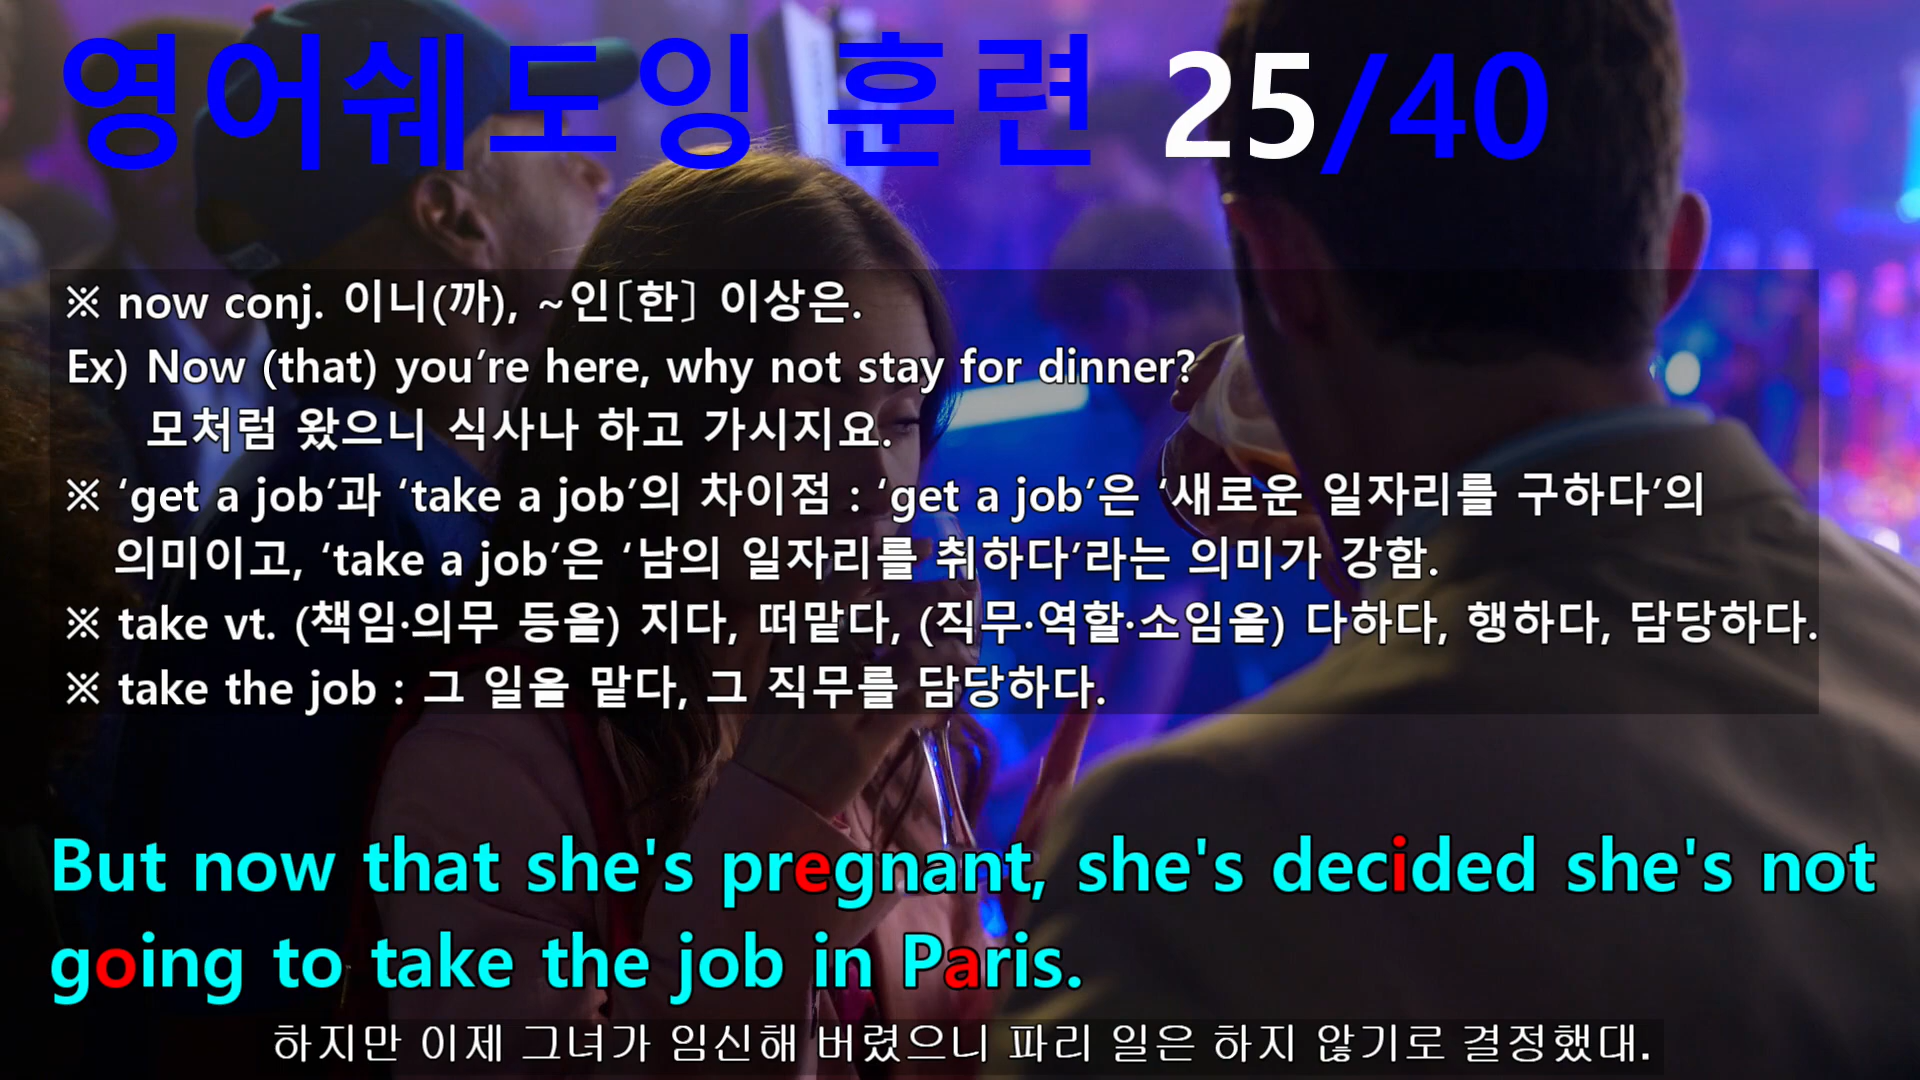 영어쉐도잉 훈련 25/40
※ now conj. 이니(까), ~인[한] 이상은.
Ex) Now (that) you’re here, why not stay for dinner?
모처럼 왔으니 식사나 하고 가시지요.
※ ‘get a job’과 ‘take a job’의 차이점 : ‘get a job’은 ‘새로운 일자리를 구하다’의
의미이고, ‘take a job’은 ‘남의 일자리를 취하다’라는 의미가 강함.
※ take vt. (책임·의무 등을) 지다, 떠맡다, (직무·역할·소임을) 다하다, 행하다, 담당하다.
※ take the job : 그 일을 맡다, 그 직무를 담당하다.
But now that she's pregnant, she's decided she's not
going to take the job in Paris.
하지만 이제 그녀가 임신해 버렸으니 파리 일은 하지 않기로 결정했대.